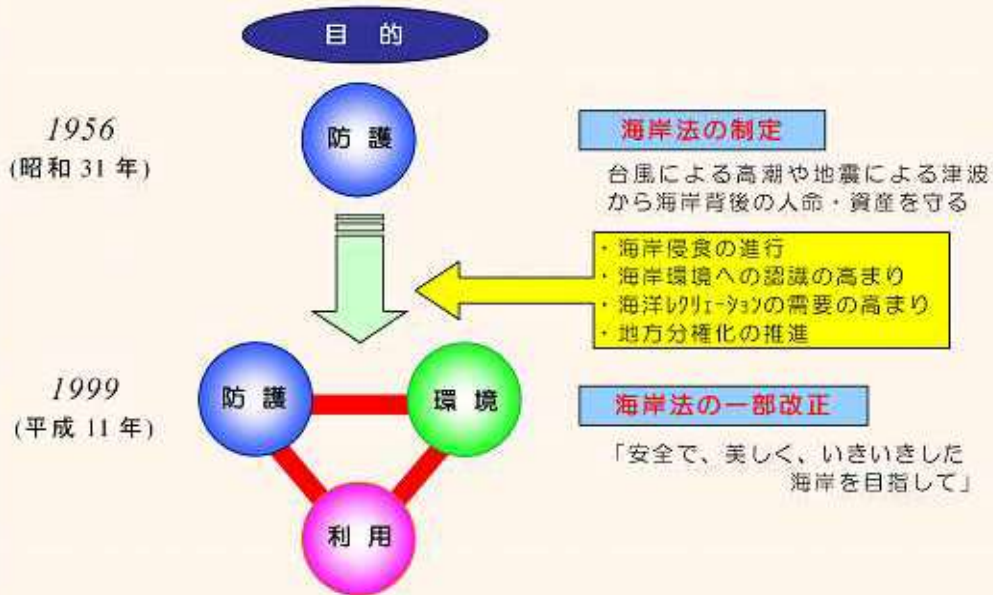 目 的
1956
(昭和 31 年)
防 護
海岸法の制定
台風による高潮や地震による津波
から海岸背後の人命・資産を守る
・海岸侵食の進行
・海岸環境への認識の高まり
・海洋ﾚｸﾘｪｰｼｮﾝの需要の高まり
・地方分権化の推進
1999
(平成 11 年)
防 護
環 境
利 用
海岸法の一部改正
「安全で、美しく、いきいきした
海岸を目指して」